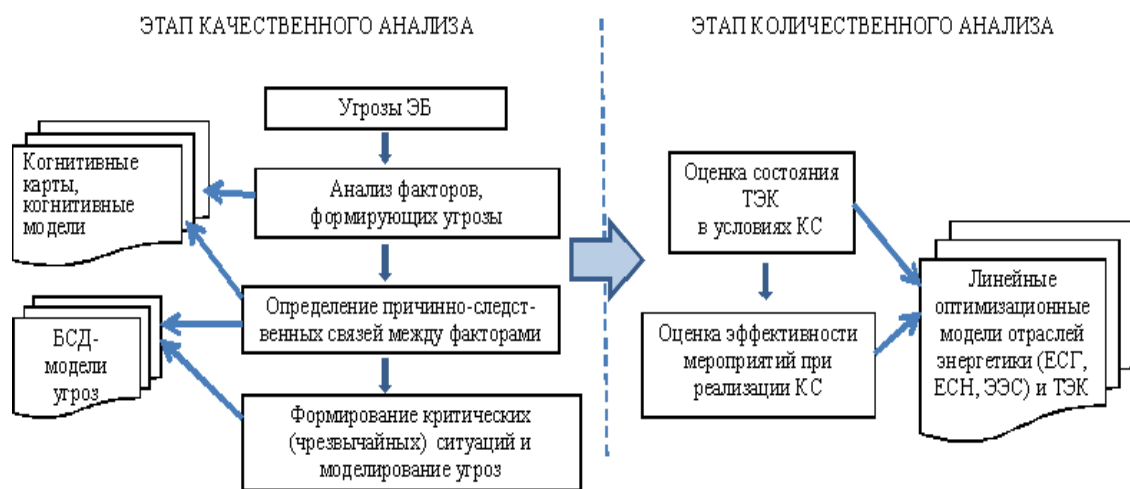 ЭТАП КАЧЕСТВЕННОГО АНАЛИЗА
Угрозы ЭБ
Когнитивные
карты,
когнитивные
модели
Анализ факторов,
формирующих угрозы
Определение причинно-следст-
венных связей между факторами
БСД-
модели
угроз
Формирование критических
(чрезвычайных) ситуаций и
моделирование угроз
ЭТАП КОЛИЧЕСТВЕННОГО АНАЛИЗА
Оценка состояния
ТЭК
в условиях КС
Оценка эффективности
мероприятий при
реализации КС
Линейные
оптимизационные
модели отраслей
энергетики (ЕСГ,
ЕСН, ЭЭС) и ТЭК